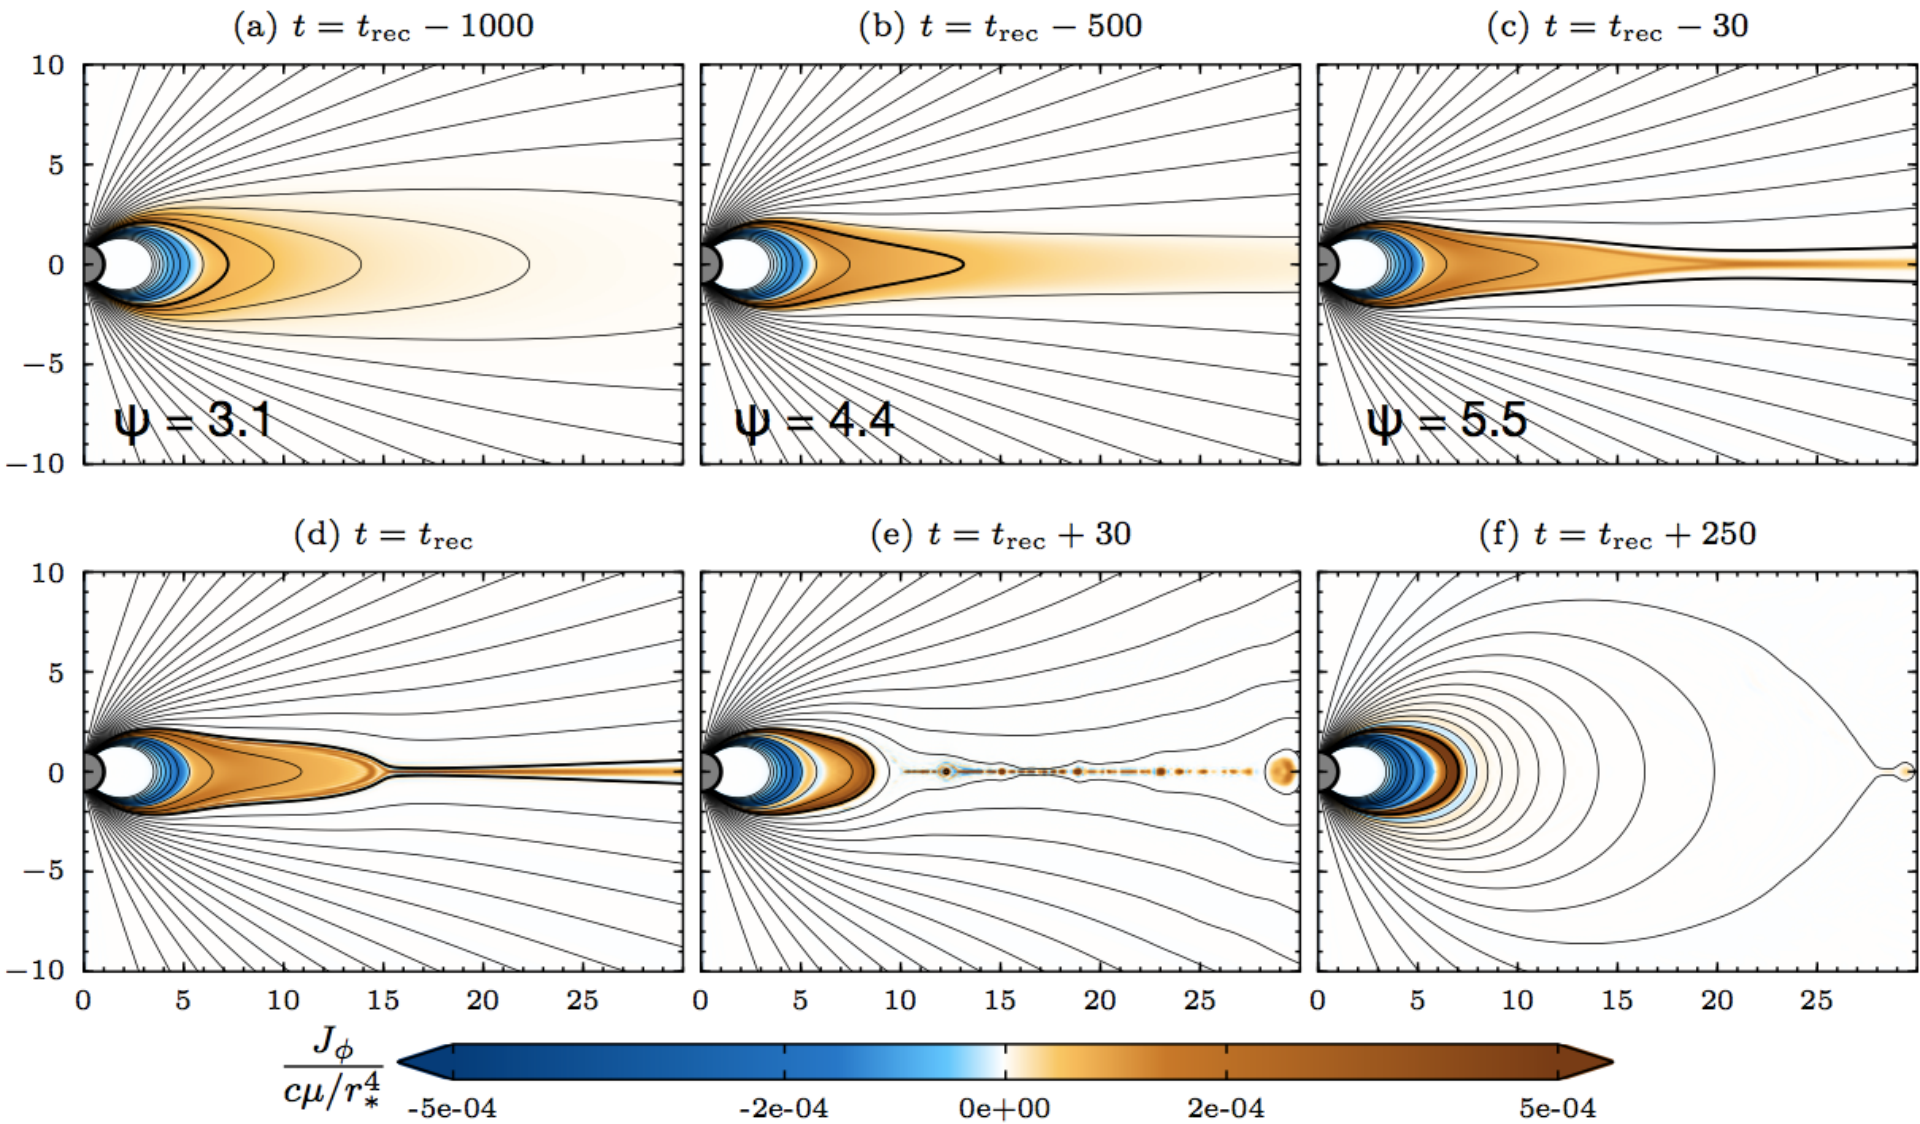 (a) t = t_rec − 1000
(b) t = t_rec − 500
(c) t = t_rec − 30
10
5
0
−5
−10
ψ = 3.1
ψ = 4.4
ψ = 5.5
(d) t = t_rec
(e) t = t_rec + 30
(f) t = t_rec + 250
10
5
0
−5
−10
0 5 10 15 20 25
0 5 10 15 20 25
0 5 10 15 20 25
J_ϕ
cμ/r_*^4
-5e-04 -2e-04 0e+00 2e-04 5e-04